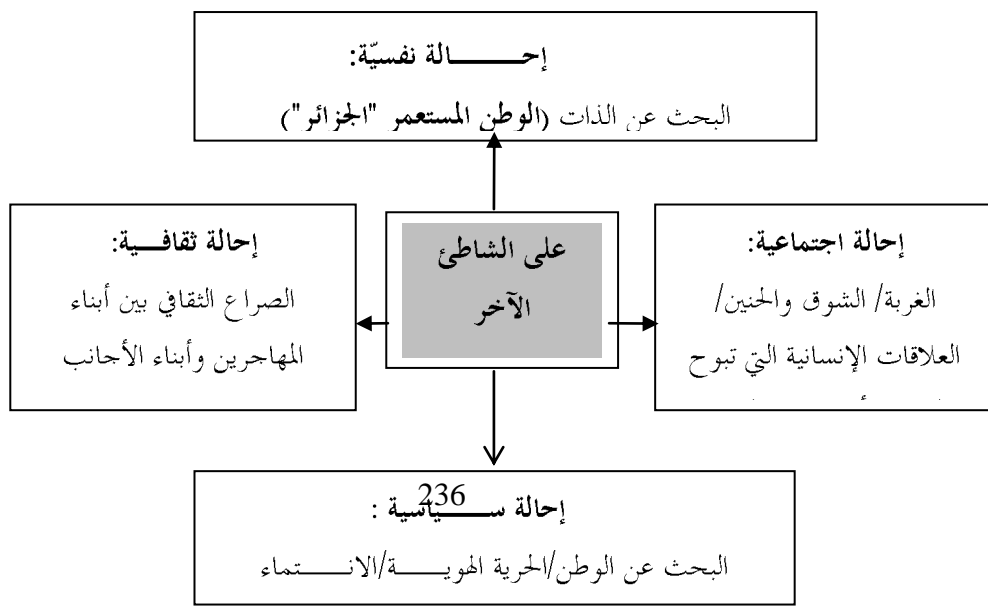 إحـــــــالة نفسيّة:
البحث عن الذات (الوطن المستعمر "الجزائر")
إحالة اجتماعية:
الغربة/ الشوق والحنين/
العلاقات الإنسانية التي تبوح
على الشاطئ
الآخر
إحالة ثقافـــية:
الصراع الثقافي بين أبناء
المهاجرين وأبناء الأجانب
إحالة ســـــياسية :
236
البحث عن الوطن/الحرية الهويـــــة/الانـــــتماء